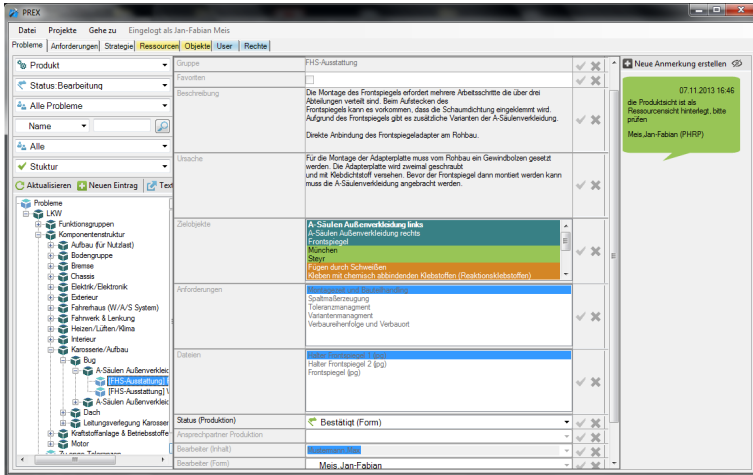 PREX
Datei Projekte Gehe zu Eingelogt als Jan-Fabian Meis
Probleme Anforderungen Strategie Ressourcen Objekte User Rechte
Produkt
Status:Bearbeitung
Alle Probleme
Name
Alle
Stuktur
Aktualisieren Neuen Eintrag Text
Probleme
LKW
Funktionsgruppen
Komponentenstruktur
Aufbau (für Nutzlast)
Bodengruppe
Bremse
Chassis
Elektrik/Elektronik
Exterieur
Fahrerhaus (W/A/S System)
Fahrwerk & Lenkung
Heizen/Lüften/Klima
Interieur
Karosserie/Aufbau
Bug
A-Säulen Außenverkleic
[FHS-Ausstattung]
[FHS-Ausstattung]
A-Säulen Außenverkleic
Dach
Leitungsverlegung Karosser
Kraftstoffanlage & Betriebsstoffe
Motor
Gruppe
FHS-Ausstattung
Favoriten
Beschreibung
Die Montage des Frontspiegels erfordert mehrere Arbeitsschritte die über drei
Abteilungen verteilt sind. Beim Aufstecken des
Frontspiegels kann es vorkommen, dass die Schaumdichtung eingeklemmt wird.
Aufgrund des Frontspiegels gibt es zusätzliche Varianten der A-Säulenverkleidung.
Direkte Anbindung des Frontspiegeladapter am Rohbau.
Ursache
Für die Montage der Adapterplatte muss vom Rohbau ein Gewindbolzen gesetzt
werden. Die Adapterplatte wird zweimal geschraubt
und mit Klebdichtstoff versehen. Bevor der Frontspiegel dann montiert werden kann
muss die A-Säulenverkleidung angebracht werden.
Zielobjekte
A-Säulen Außenverkleidung links
A-Säulen Außenverkleidung rechts
Frontspiegel
München
Steyr
Fügen durch Schweißen
Kleben mit chemisch abbindenden Klebstoffen (Reaktionsklebstoffen)
Anforderungen
Spaltmaßerzeugung
Toleranzmanagment
Variantenmanagment
Verbaureihenfolge und Verbauort
Dateien
Halter Frontspiegel 1 (jpg)
Halter Frontspiegel 2 (jpg)
Frontspiegel (jpg)
Status (Produktion)
Bestätigt (Form)
Ansprechpartner Produktion
Bearbeiter (Inhalt)
Bearbeiter (Form)
Meis, Jan-Fabian
Neue Anmerkung erstellen
07.11.2013 16:46
die Produktsicht ist als
Ressourcensicht hinterlegt, bitte
prüfen
Meis,Jan-Fabian (PHRP)